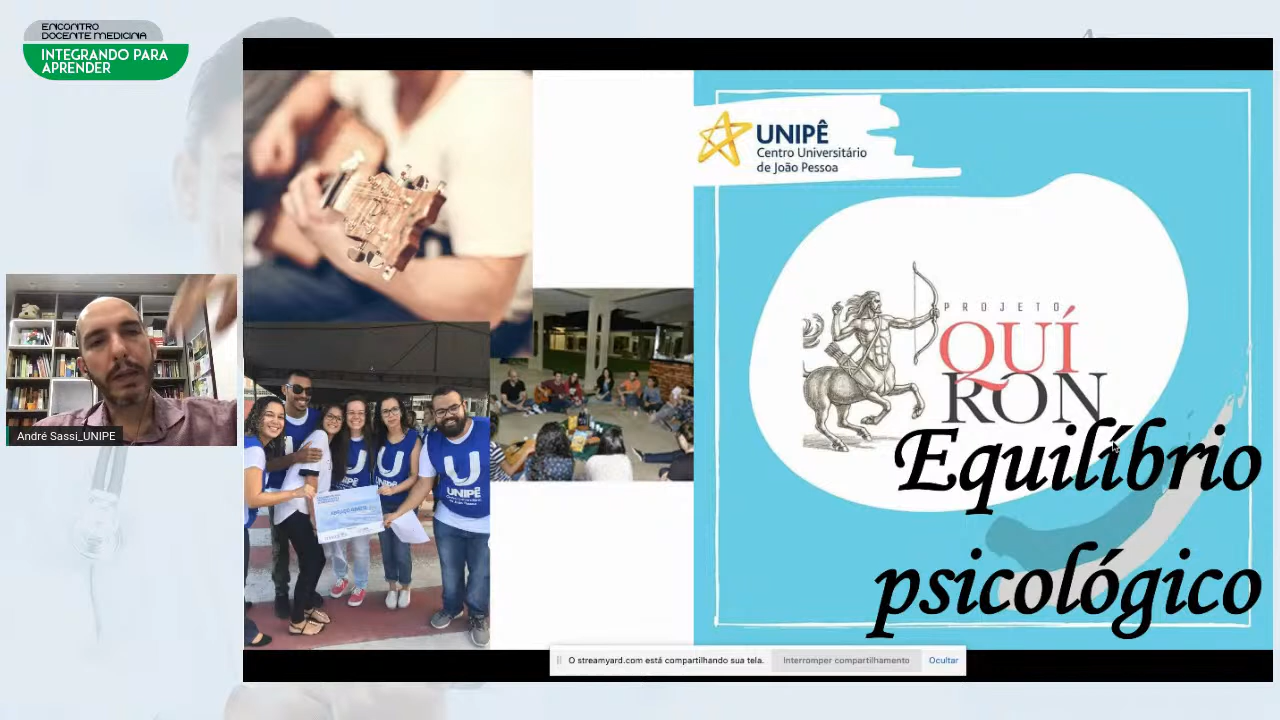 ENCONTRO
DOCENTE MEDICINA
INTEGRANDO PARA
APRENDER
UNIPÊ
Centro Universitário
de João Pessoa
PROJETO
QUÍ
RON
Equilíbrio
psicológico
André Sassi_UNIPE
UNIPÊ
O streamyard.com está compartilhando sua tela.
Interromper compartilhamento
Ocultar